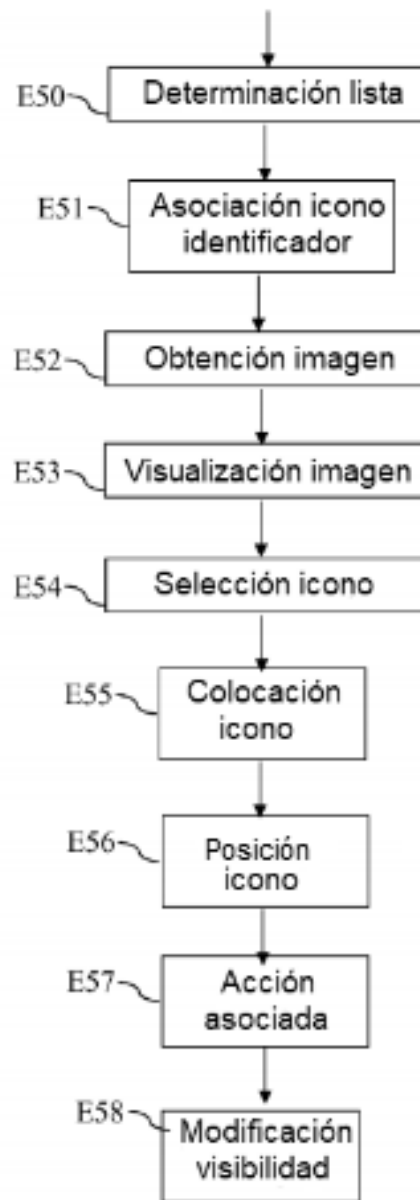 E50 Determinación lista
E51 Asociación icono
identificador
E52 Obtención imagen
E53 Visualización imagen
E54 Selección icono
E55 Colocación
icono
E56 Posición
icono
E57 Acción
asociada
E58 Modificación
visibilidad